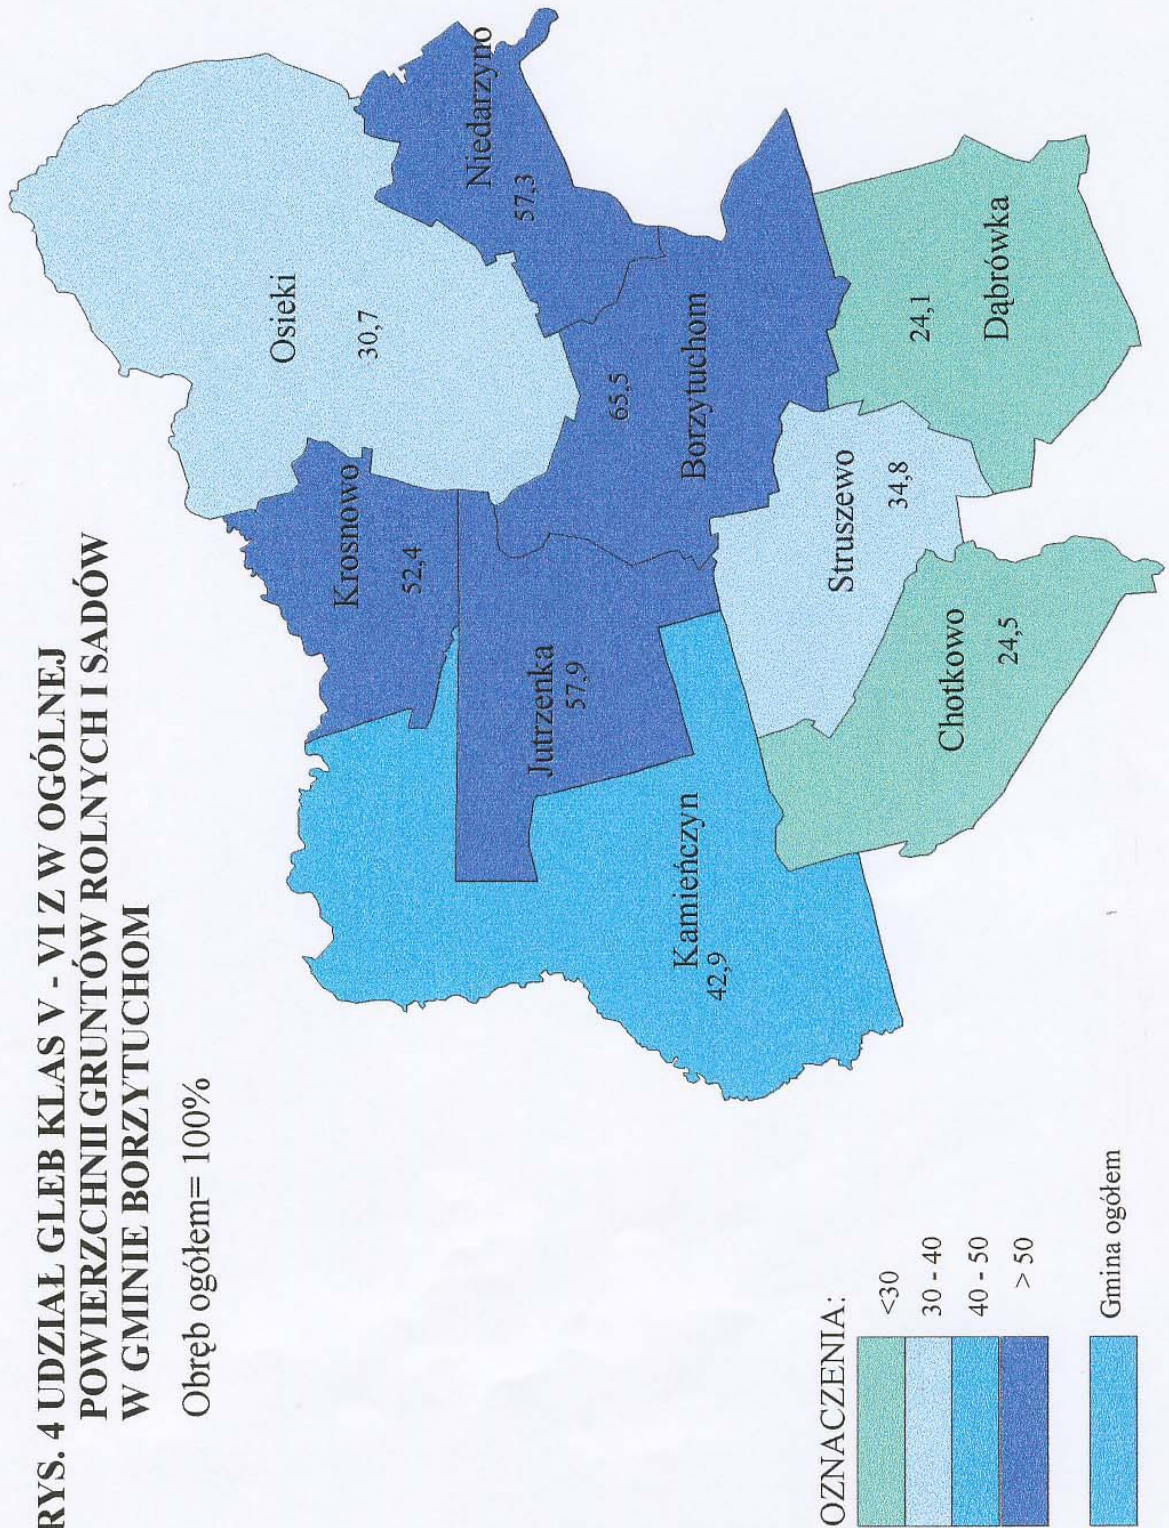 RYS. 4 UDZIAŁ GLEB KLAS V - VI Z W OGÓLNEJ
POWIERZCHNII GRUNTÓW ROLNYCH I SADÓW
W GMINIE BORZYTUCHOM
Obręb ogółem= 100%
Osieki
30,7
Niedarzyno
57,3
Krosnowo
52,4
Jutrzenka
57,9
65,5
Borzytuchom
Kamieńczyn
42,9
Struszewo
34,8
24,1
Dąbrówka
Chotkowo
24,5
OZNACZENIA:
<30
30 - 40
40 - 50
> 50
Gmina ogółem